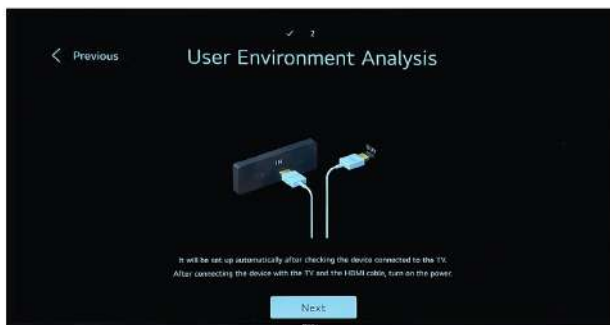 ✓ 2
Previous
User Environment Analysis
IN
It will be set up automatically after checking the device connected to the TV.
After connecting the device with the TV and the HDMI cable, turn on the power.
Next